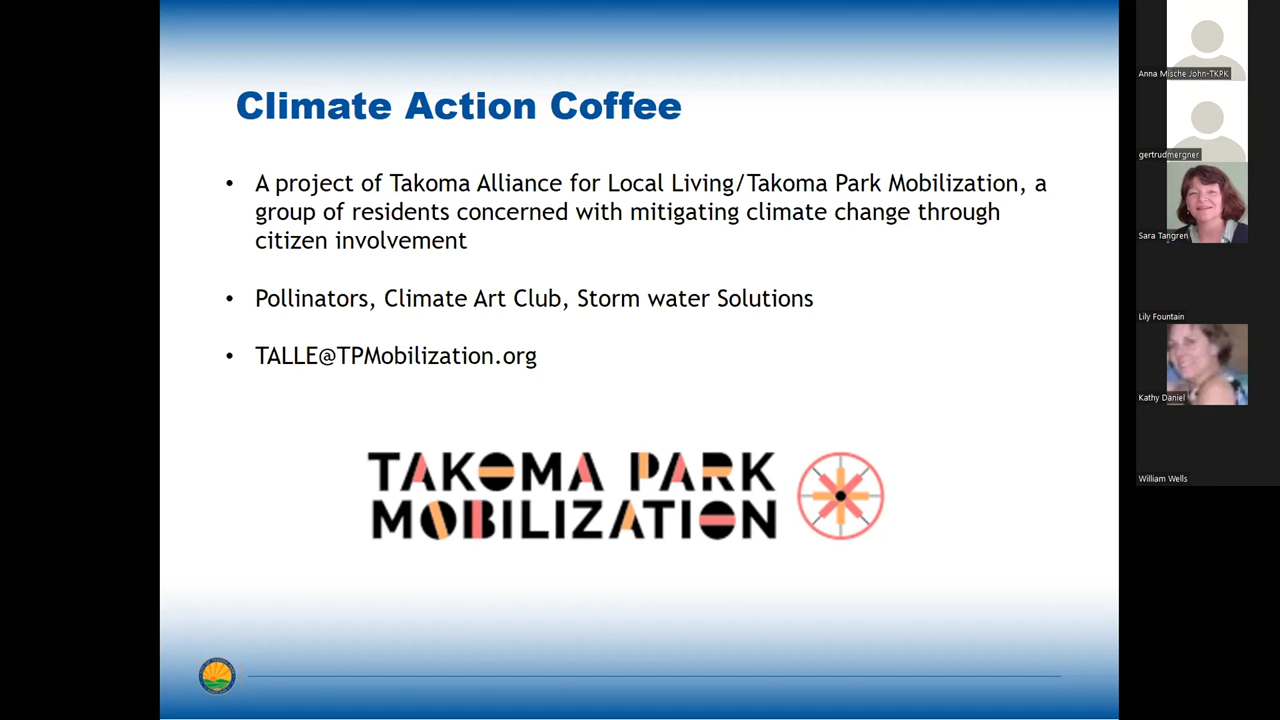 Climate Action Coffee
• A project of Takoma Alliance for Local Living/Takoma Park Mobilization, a
group of residents concerned with mitigating climate change through
citizen involvement
• Pollinators, Climate Art Club, Storm water Solutions
• TALLE@TPMobilization.org
TAKOMA PARK
MOBILIZATION
Anna Mische John-TKPK
gertrudmergner
Sara Tangren
Lily Fountain
Kathy Daniel
William Wells